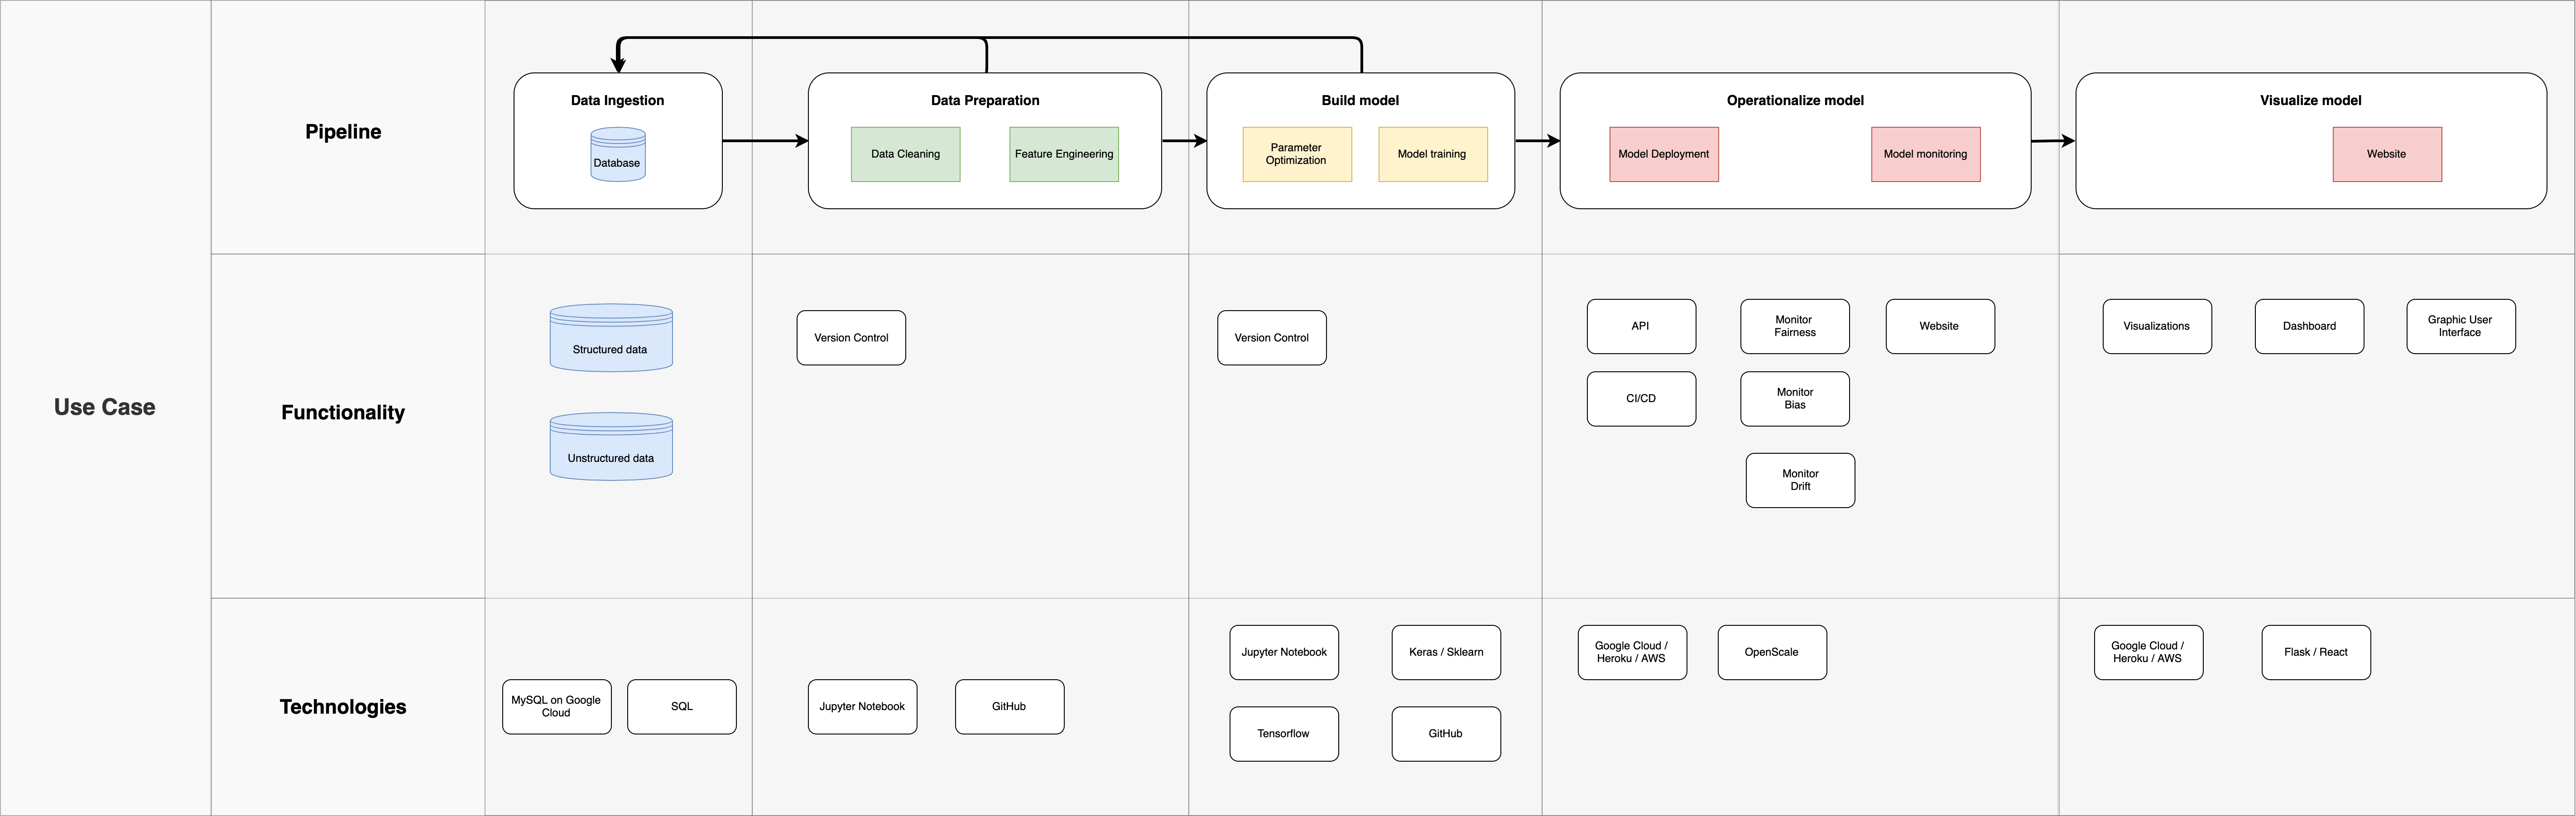 Use Case
Pipeline
Data Ingestion
Database
Data Preparation
Data Cleaning
Feature Engineering
Build model
Parameter
Optimization
Model training
Operationalize model
Model Deployment
Model monitoring
Visualize model
Website
Functionality
Structured data
Unstructured data
Version Control
Version Control
API
Monitor
Fairness
Website
CI/CD
Monitor
Bias
Monitor
Drift
Visualizations
Dashboard
Graphic User
Interface
Technologies
MySQL on Google
Cloud
SQL
Jupyter Notebook
GitHub
Jupyter Notebook
Keras / Sklearn
Tensorflow
GitHub
Google Cloud /
Heroku / AWS
OpenScale
Google Cloud /
Heroku / AWS
Flask / React